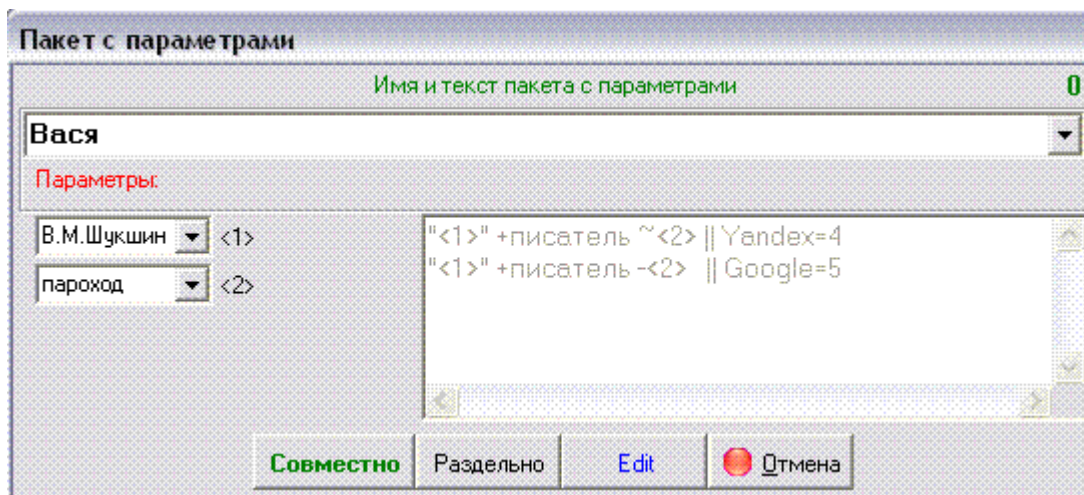 Пакет с параметрами
Имя и текст пакета с параметрами 0
Вася
Параметры:
В.М.Шукшин <1>
пароход <2>
"<1>" +писатель ~<2> || Yandex=4
"<1>" +писатель -<2> || Google=5
Совместно Раздельно Edit Отмена